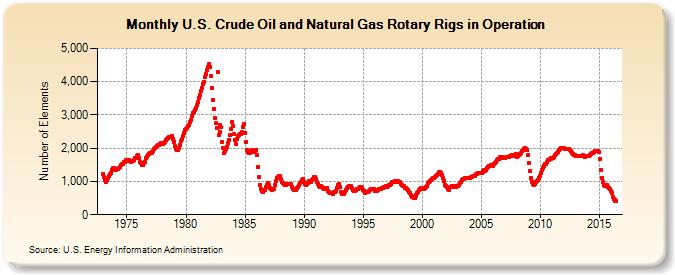 Monthly U.S. Crude Oil and Natural Gas Rotary Rigs in Operation
Number of Elements
5,000
4,000
3,000
2,000
1,000
0
1975 1980 1985 1990 1995 2000 2005 2010 2015
Source: U.S. Energy Information Administration